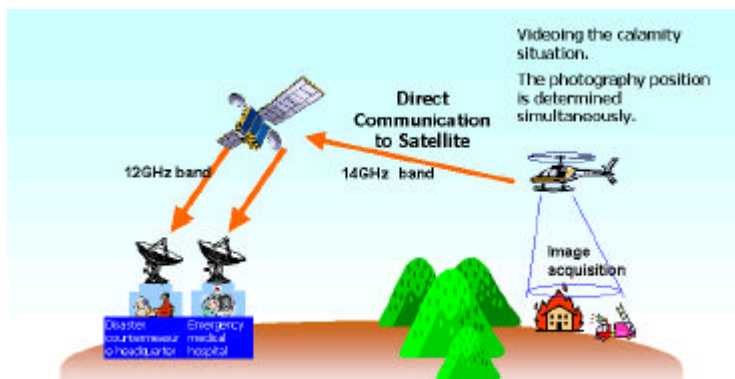 Videoing the calamity
situation.
The photography position
is determined
simultaneously.
Direct
Communication
to Satellite
12GHz band
14GHz band
Image
acquisition
Disaster
countermeasur
e headquarter
Emergency
medical
hospital